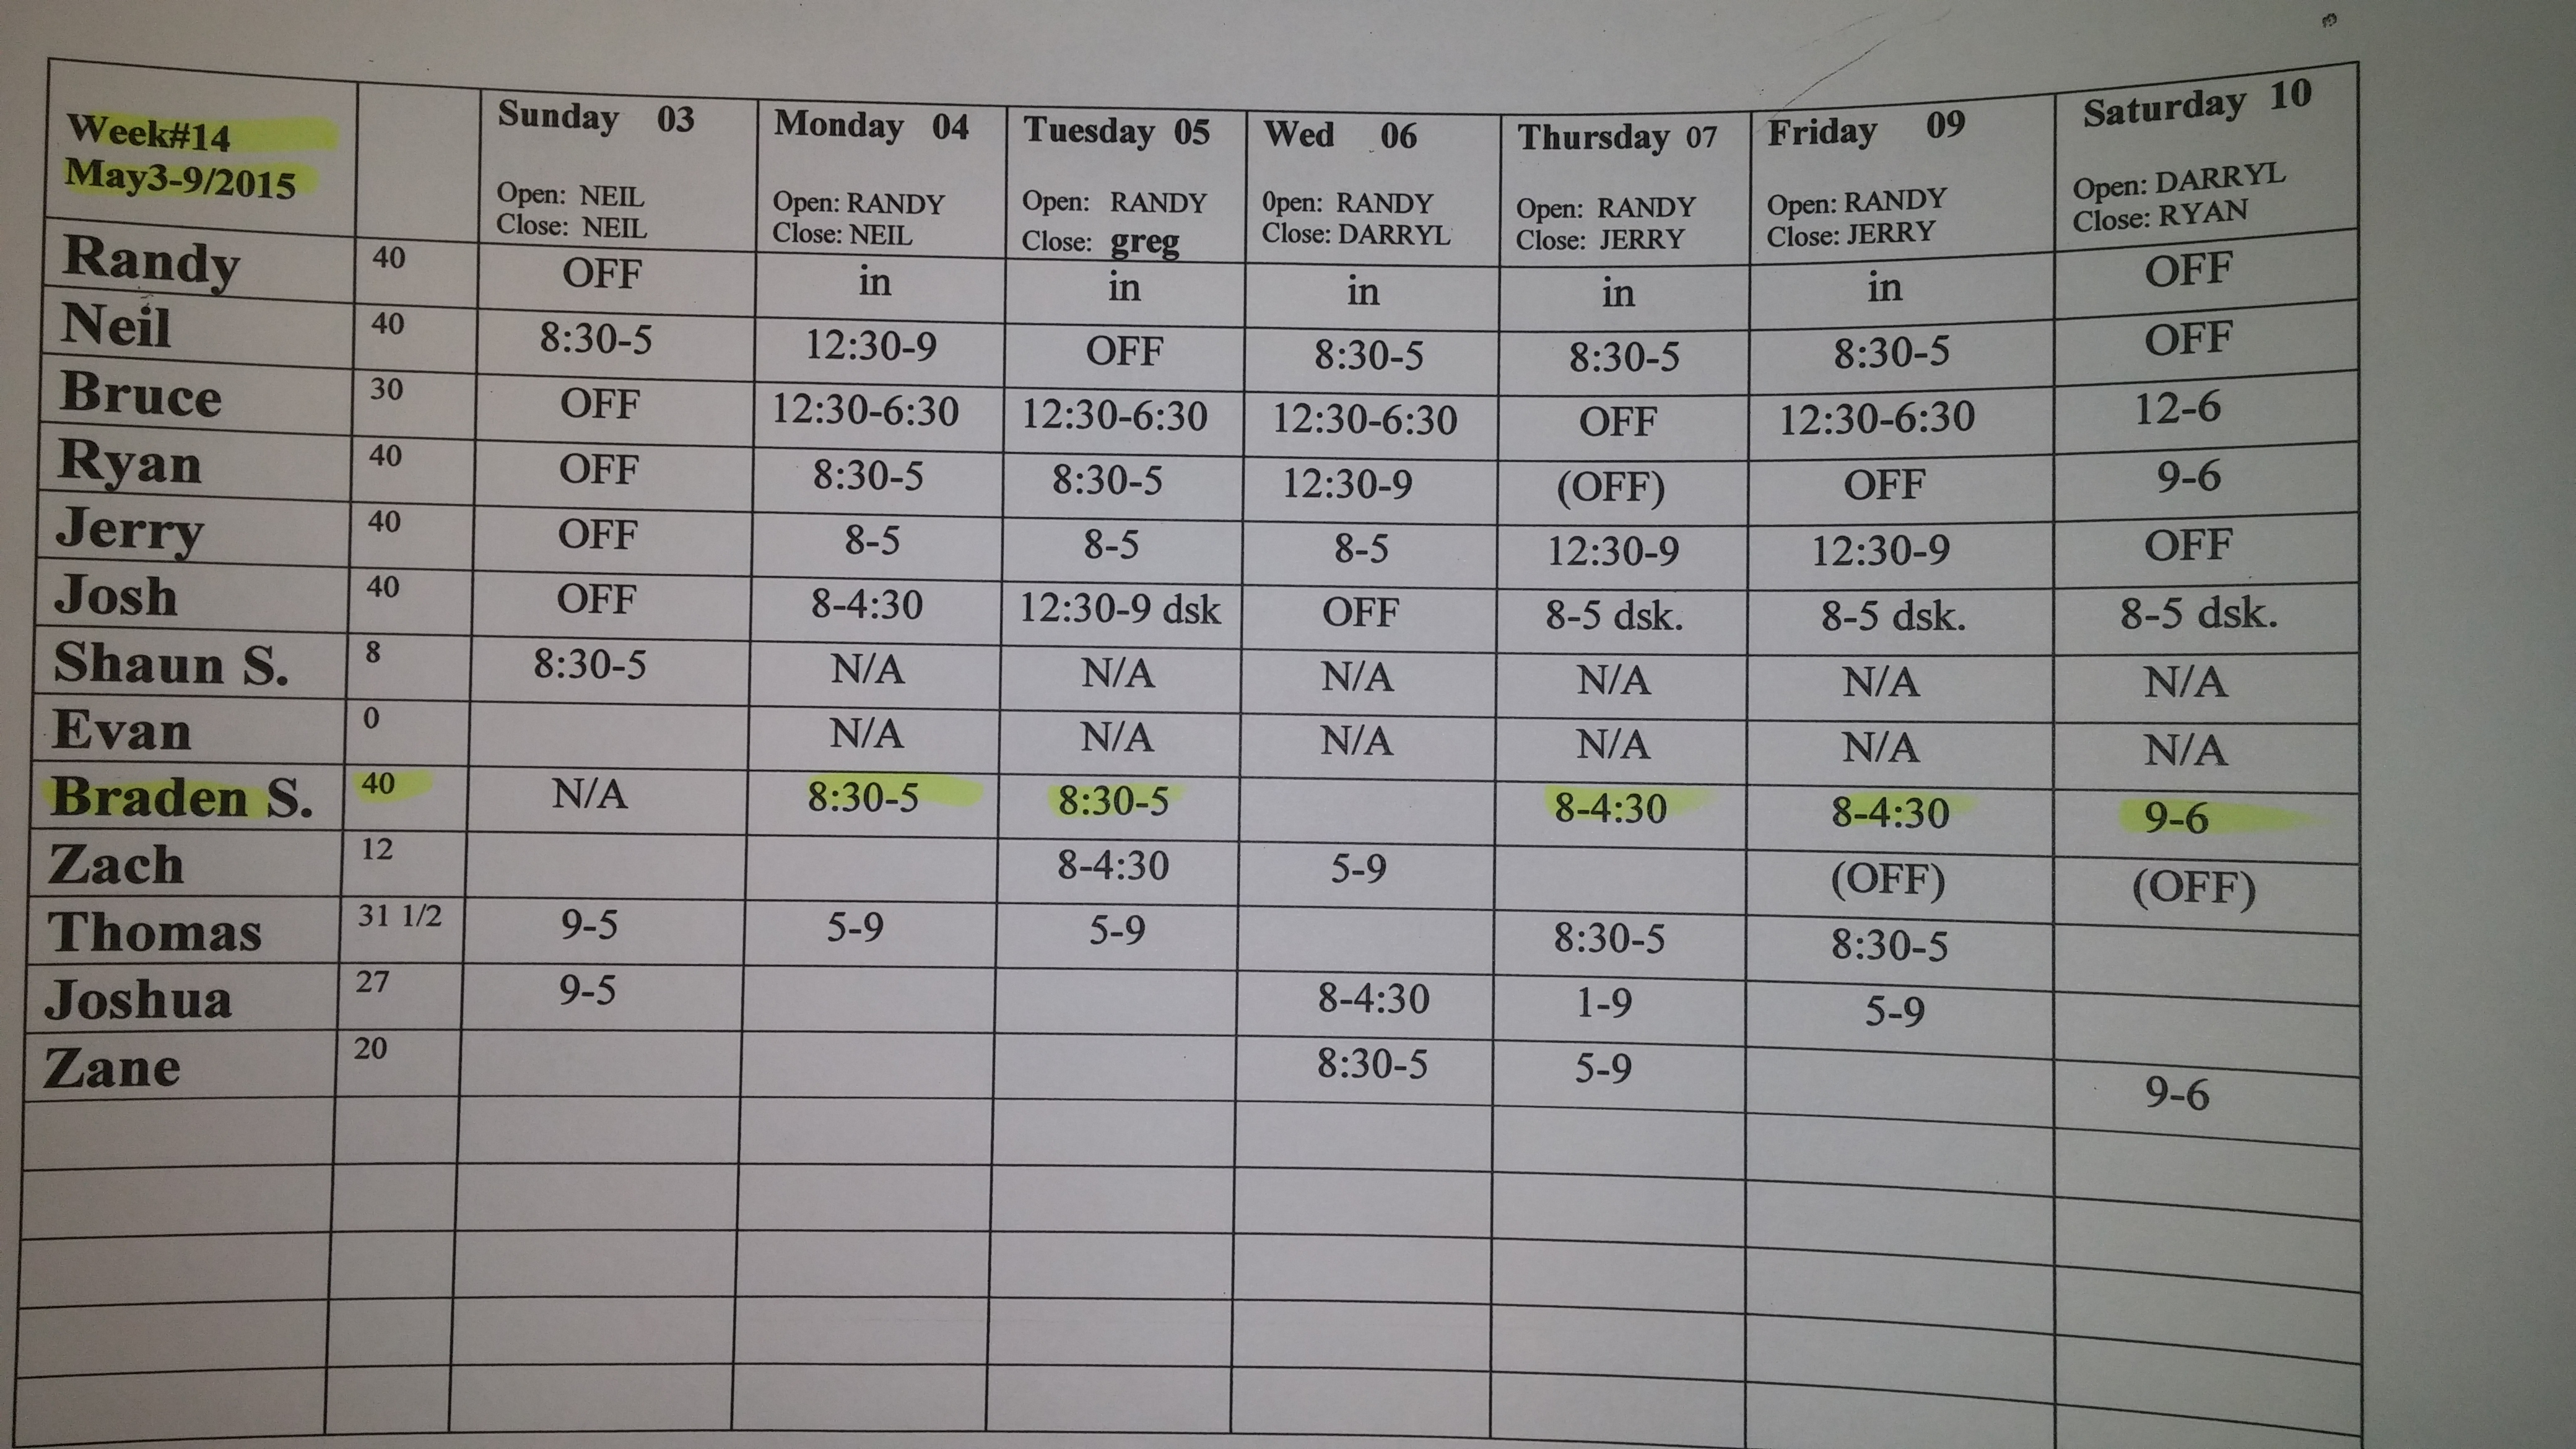 Week#14
May3-9/2015
Sunday 03
Open: NEIL
Close: NEIL
Monday 04
Open: RANDY
Close: NEIL
Tuesday 05
Open: RANDY
Close: greg
Wed 06
0pen: RANDY
Close: DARRYL
Thursday 07
Open: RANDY
Close: JERRY
Friday 09
Open: RANDY
Close: JERRY
Saturday 10
Open: DARRYL
Close: RYAN
Randy 40 OFF in in in in in OFF
Neil 40 8:30-5 12:30-9 OFF 8:30-5 8:30-5 8:30-5 OFF
Bruce 30 OFF 12:30-6:30 12:30-6:30 12:30-6:30 OFF 12:30-6:30 12-6
Ryan 40 OFF 8:30-5 8:30-5 12:30-9 (OFF) OFF 9-6
Jerry 40 OFF 8-5 8-5 8-5 12:30-9 12:30-9 OFF
Josh 40 OFF 8-4:30 12:30-9 dsk OFF 8-5 dsk. 8-5 dsk. 8-5 dsk.
Shaun S. 8 8:30-5 N/A N/A N/A N/A N/A N/A
Evan 0 N/A N/A N/A N/A N/A N/A
Braden S. 40 N/A 8:30-5 8:30-5 8-4:30 8-4:30 9-6
Zach 12 8-4:30 5-9 (OFF) (OFF)
Thomas 31 1/2 9-5 5-9 5-9 8:30-5 8:30-5
Joshua 27 9-5 8-4:30 1-9 5-9
Zane 20 8:30-5 5-9 9-6